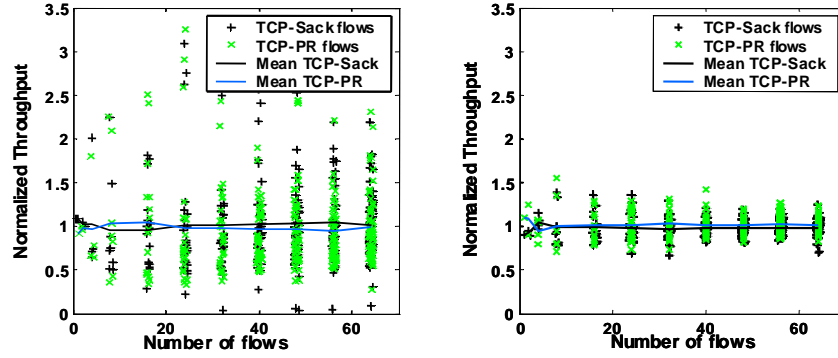 3.5
3
2.5
2
1.5
1
0.5
0
0
20
40
60
Normalized Throughput
Number of flows
TCP-Sack flows
TCP-PR flows
Mean TCP-Sack
Mean TCP-PR
3.5
3
2.5
2
1.5
1
0.5
0
0
20
40
60
Normalized Throughput
Number of flows
TCP-Sack flows
TCP-PR flows
Mean TCP-Sack
Mean TCP-PR